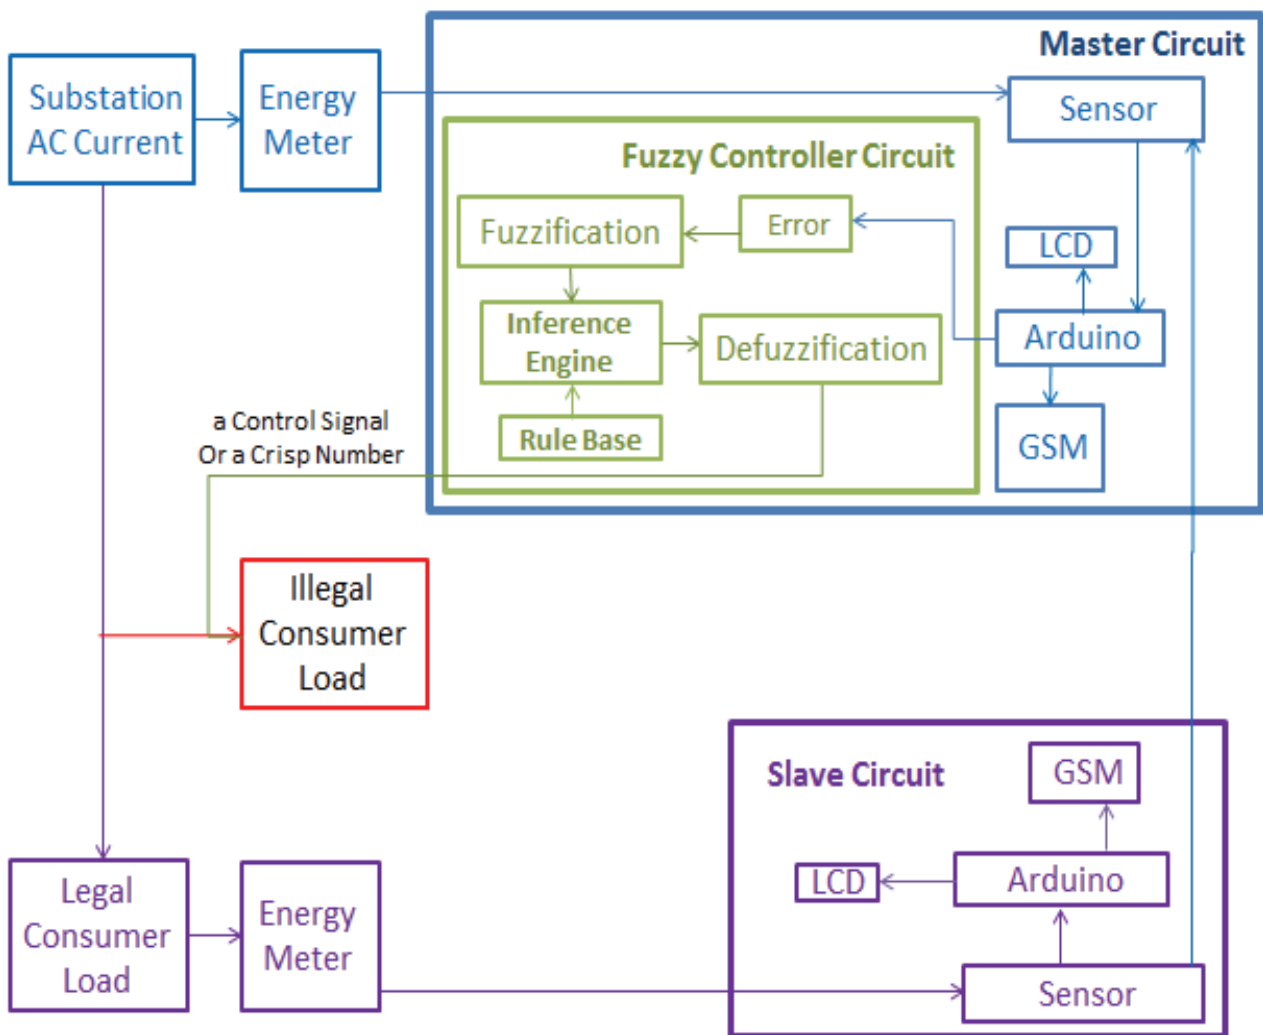 Master Circuit
Substation
AC Current
Energy
Meter
Sensor
Fuzzy Controller Circuit
Fuzzification
Error
LCD
Inference
Engine
Defuzzification
Arduino
Rule Base
GSM
a Control Signal
Or a Crisp Number
Illegal
Consumer
Load
Slave Circuit
GSM
LCD
Arduino
Legal
Consumer
Load
Energy
Meter
Sensor